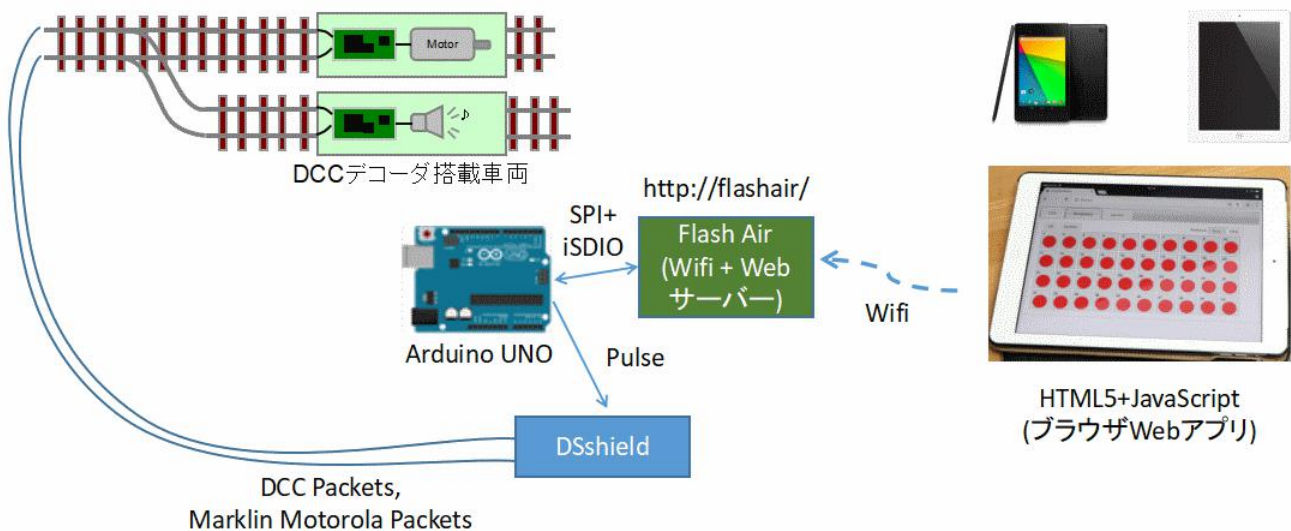 Motor
DCCデコーダ搭載車両
http://flashair/
SPI+
iSDIO
Flash Air
(Wifi + Web
サーバー)
Wifi
Arduino UNO
Pulse
DSshield
HTML5+JavaScript
(ブラウザWebアプリ)
DCC Packets,
Marklin Motorola Packets